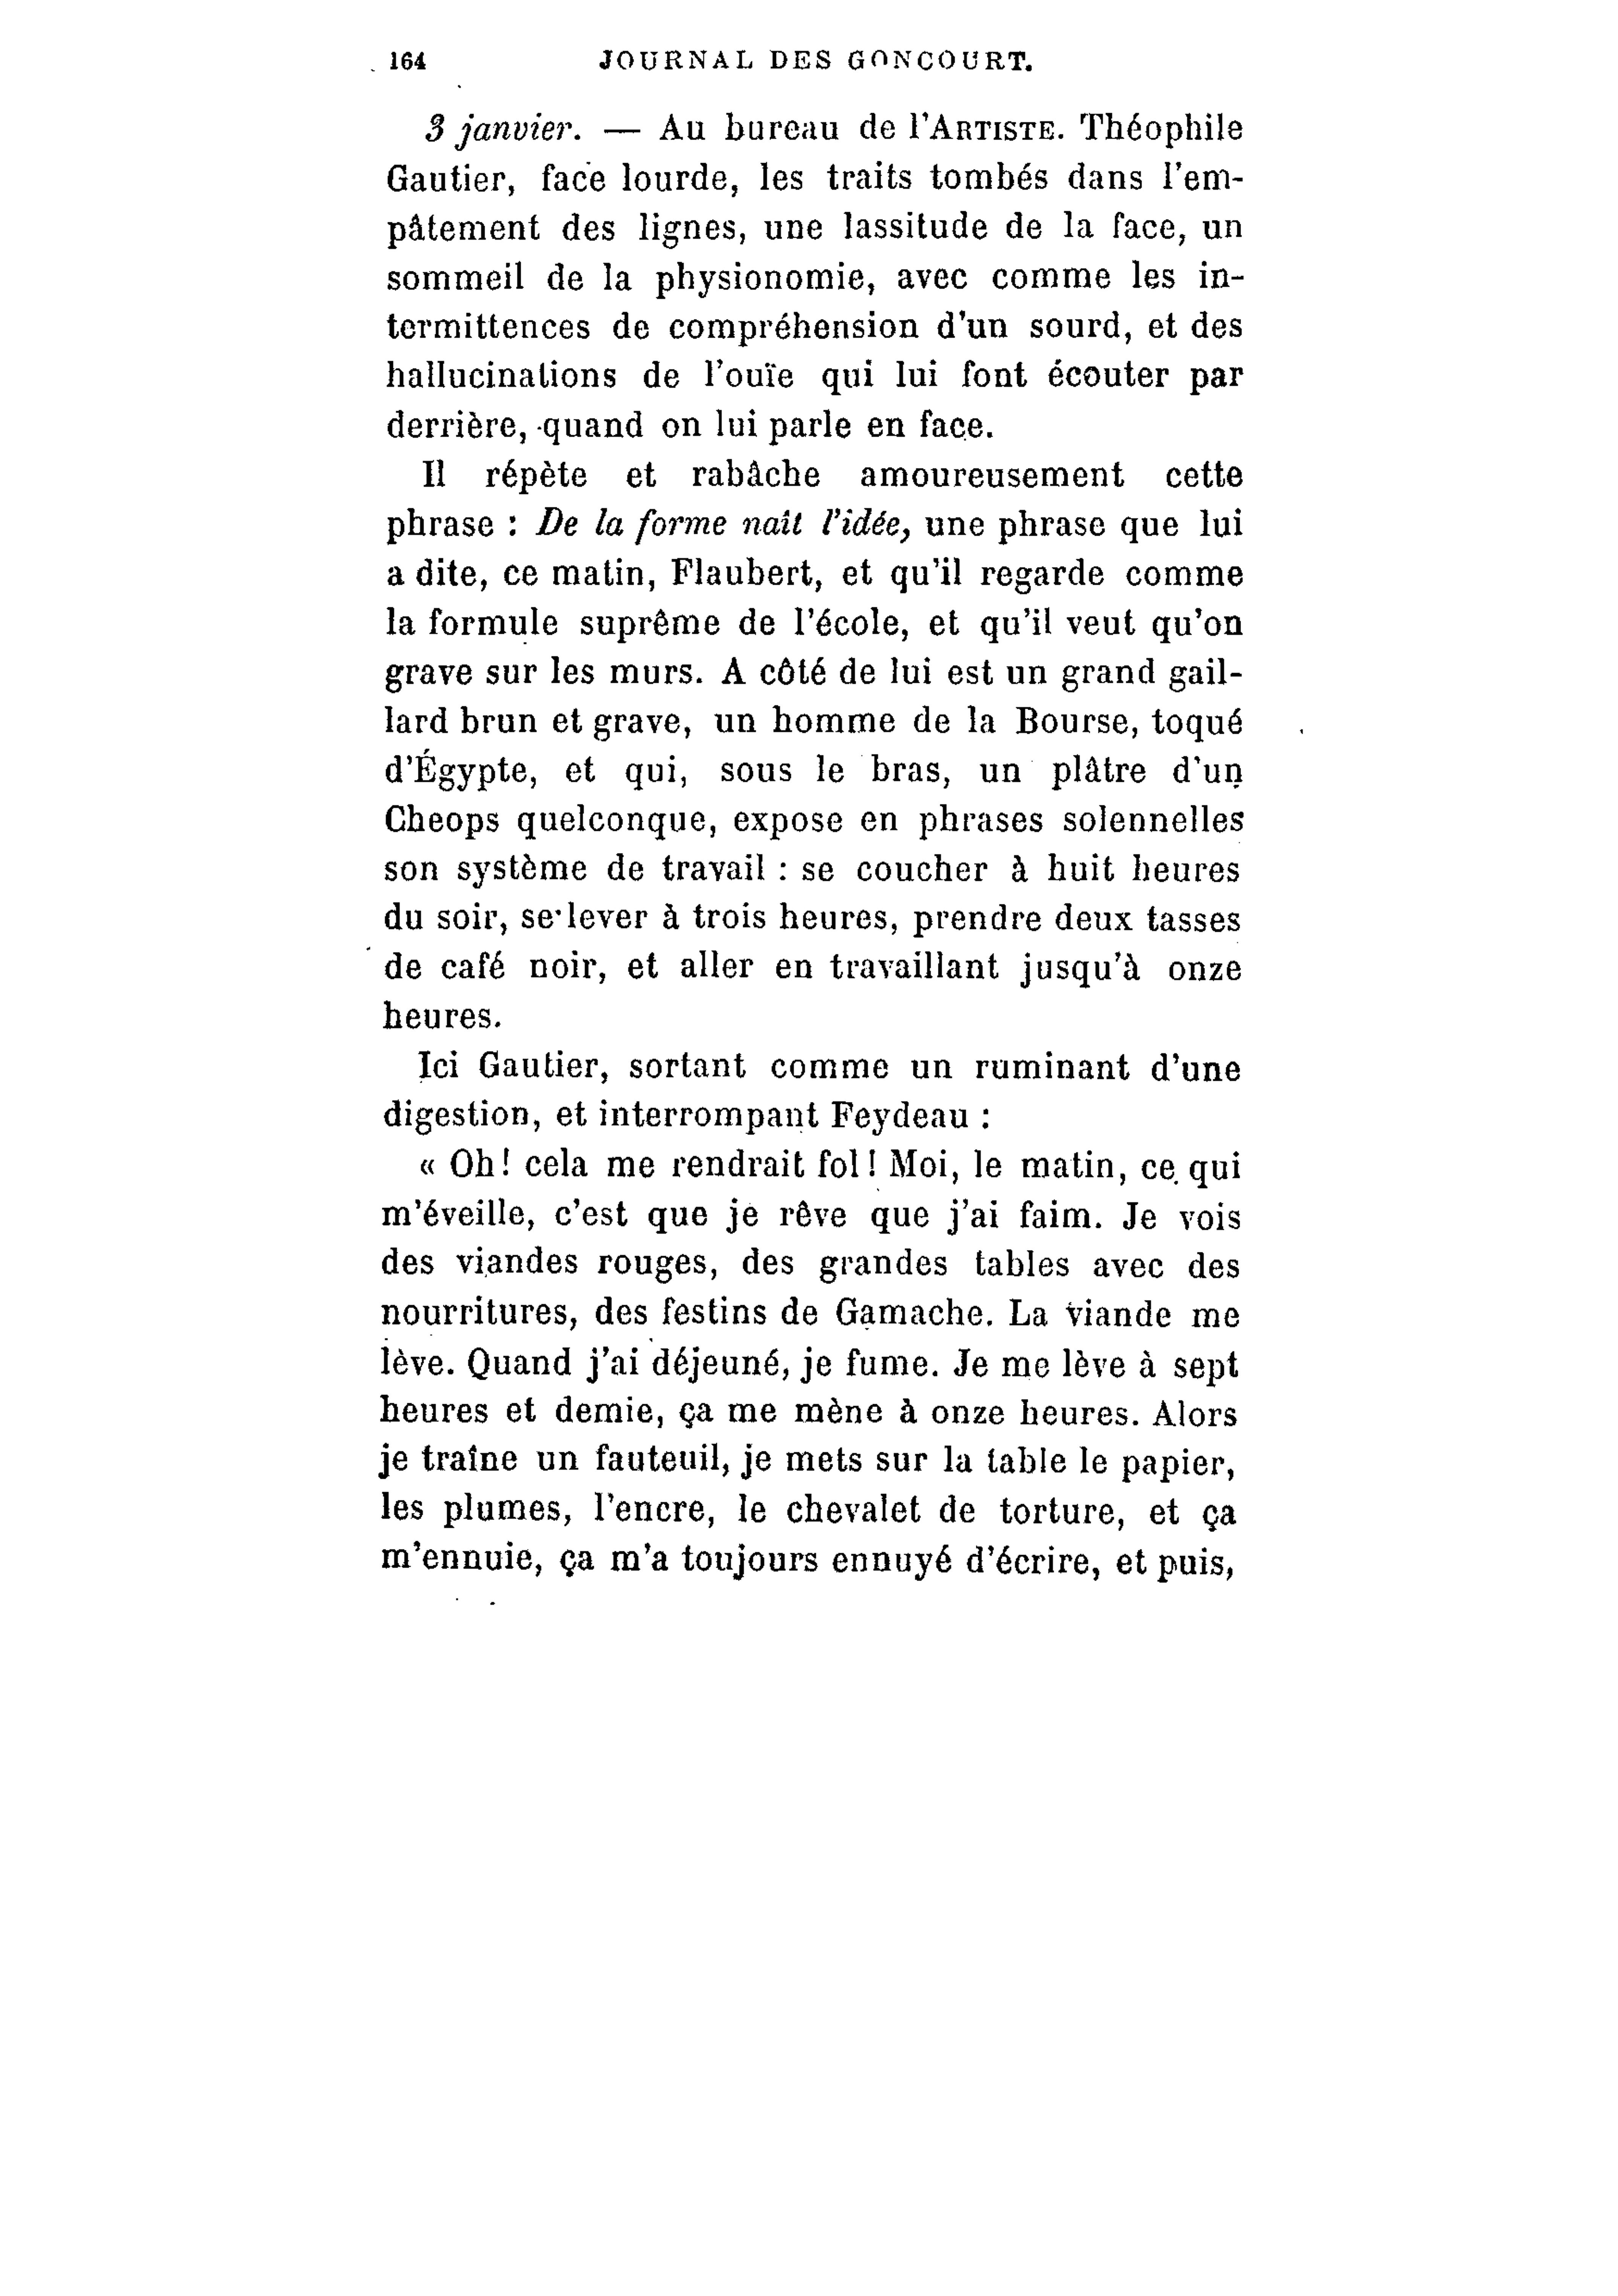 164 JOURNAL DES GONCOURT.
3 janvier. — Au bureau de l'ARTISTE. Théophile
Gautier, face lourde, les traits tombés dans l'em-
pâtement des lignes, une lassitude de la face, un
sommeil de la physionomie, avec comme les in-
termittences de compréhension d'un sourd, et des
hallucinations de l'ouïe qui lui font écouter par
derrière, quand on lui parle en face.
Il répète et rabâche amoureusement cette
phrase : De la forme naît l'idée, une phrase que lui
a dite, ce matin, Flaubert, et qu'il regarde comme
la formule suprême de l'école, et qu'il veut qu'on
grave sur les murs. A côté de lui est un grand gail-
lard brun et grave, un homme de la Bourse, toqué
d'Égypte, et qui, sous le bras, un plâtre d'un
Cheops quelconque, expose en phrases solennelles
son système de travail : se coucher à huit heures
du soir, se lever à trois heures, prendre deux tasses
de café noir, et aller en travaillant jusqu'à onze
heures.
Ici Gautier, sortant comme un ruminant d'une
digestion, et interrompant Feydeau :
« Oh! cela me rendrait fol! Moi, le matin, ce qui
m'éveille, c'est que je rêve que j'ai faim. Je vois
des viandes rouges, des grandes tables avec des
nourritures, des festins de Gamache. La viande me
lève. Quand j'ai déjeuné, je fume. Je me lève à sept
heures et demie, ça me mène à onze heures. Alors
je traîne un fauteuil, je mets sur la table le papier,
les plumes, l'encre, le chevalet de torture, et ça
m'ennuie, ça m'a toujours ennuyé d'écrire, et puis,